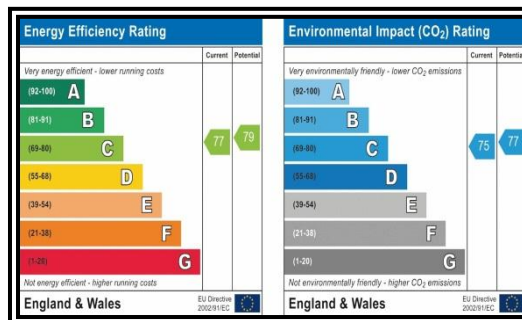 Energy Efficiency Rating
Current Potential
Very energy efficient - lower running costs
(92-100) A
(81-91) B
(69-80) C
77 79
(55-68) D
(39-54) E
(21-38) F
(1-20) G
Not energy efficient - higher running costs
England & Wales
EU Directive
2002/91/EC
Environmental Impact (CO₂) Rating
Current Potential
Very environmentally friendly - lower CO₂ emissions
(92-100) A
(81-91) B
(69-80) C
75 77
(55-68) D
(39-54) E
(21-38) F
(1-20) G
Not environmentally friendly - higher CO₂ emissions
England & Wales
EU Directive
2002/91/EC